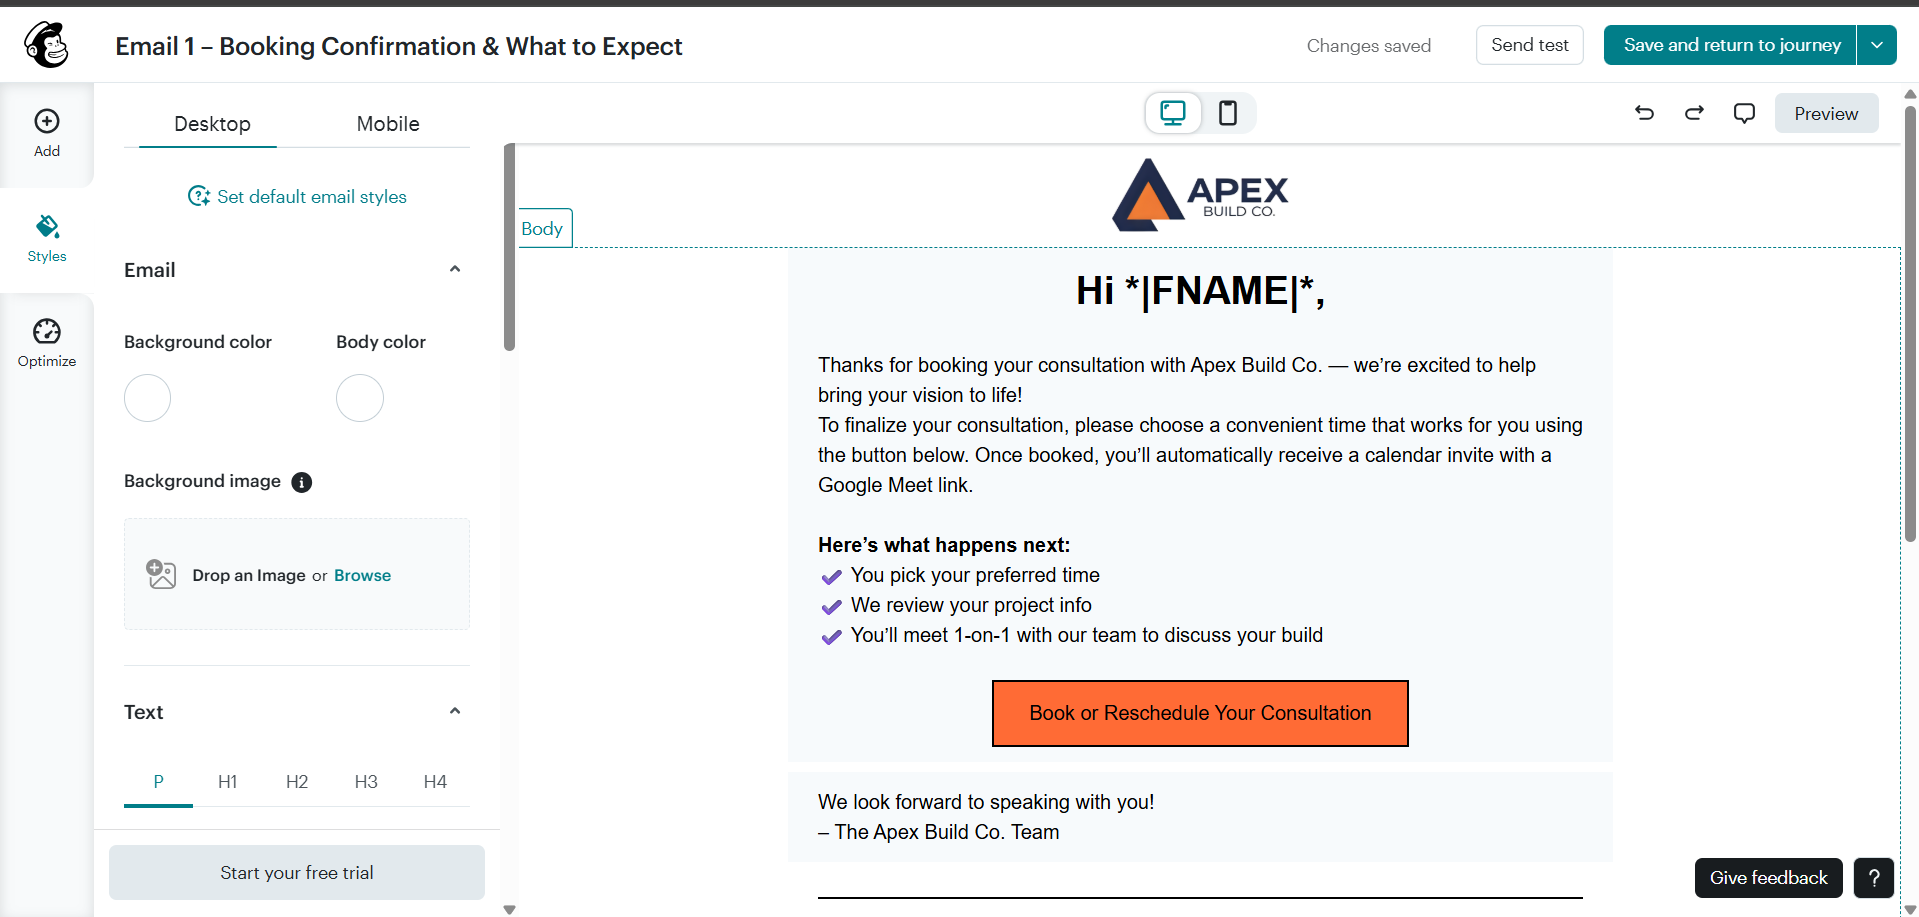 Email 1 – Booking Confirmation & What to Expect
Changes saved
Send test
Save and return to journey
Add
Styles
Optimize
Desktop
Mobile
Set default email styles
Email
Background color
Body color
Background image
Drop an Image or Browse
Text
P
H1
H2
H3
H4
Start your free trial
Preview
APEX
BUILD CO.
Body
Hi *|FNAME|*,
Thanks for booking your consultation with Apex Build Co. — we’re excited to help
bring your vision to life!
To finalize your consultation, please choose a convenient time that works for you using
the button below. Once booked, you’ll automatically receive a calendar invite with a
Google Meet link.
Here’s what happens next:
You pick your preferred time
We review your project info
You’ll meet 1-on-1 with our team to discuss your build
Book or Reschedule Your Consultation
We look forward to speaking with you!
– The Apex Build Co. Team
Give feedback
?